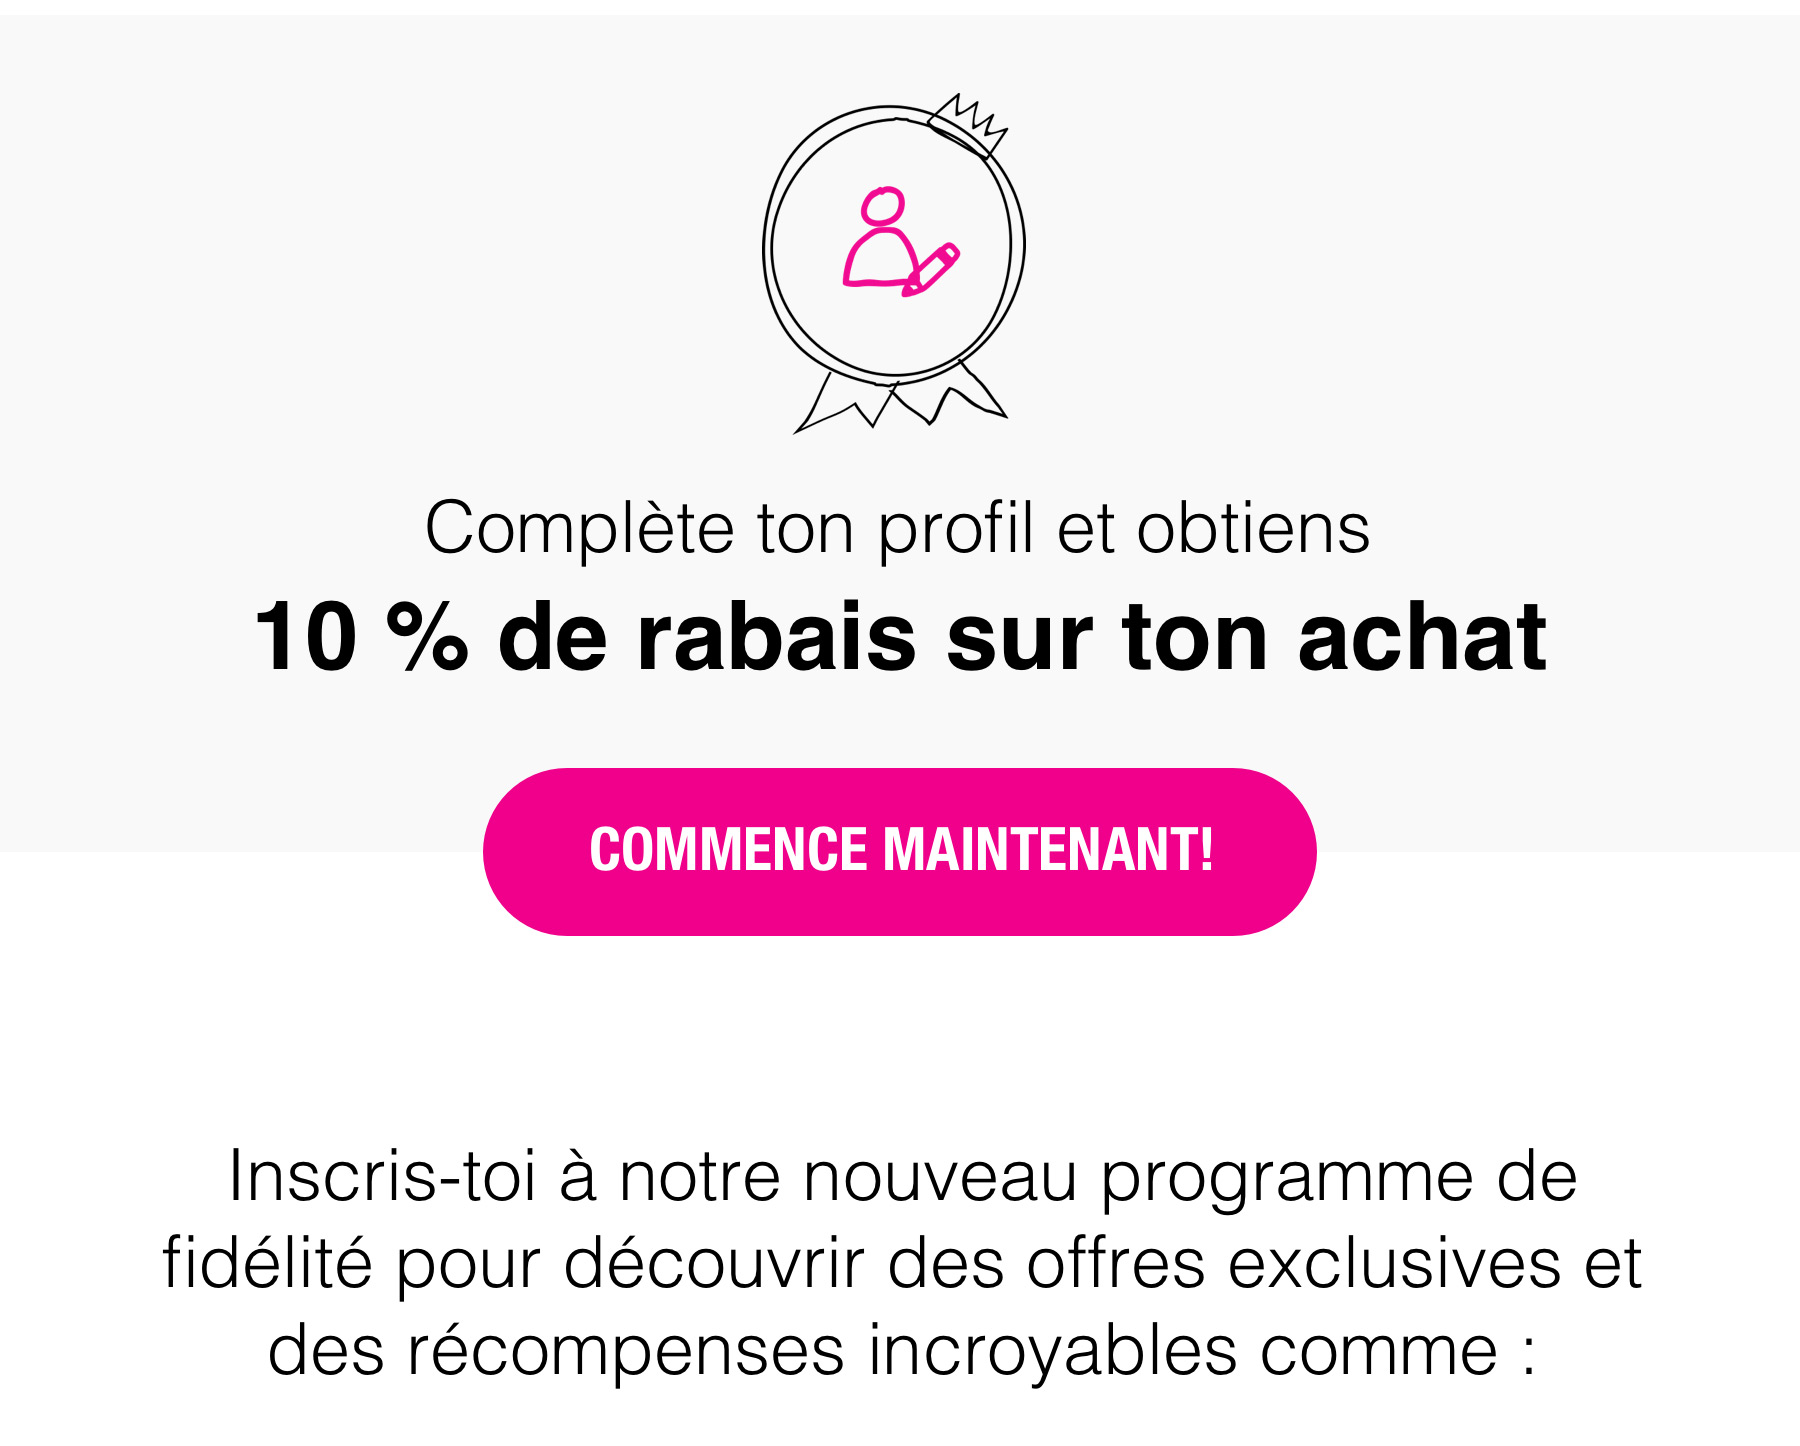 Complète ton profil et obtiens
10 % de rabais sur ton achat
COMMENCE MAINTENANT!
Inscris-toi à notre nouveau programme de
fidélité pour découvrir des offres exclusives et
des récompenses incroyables comme :